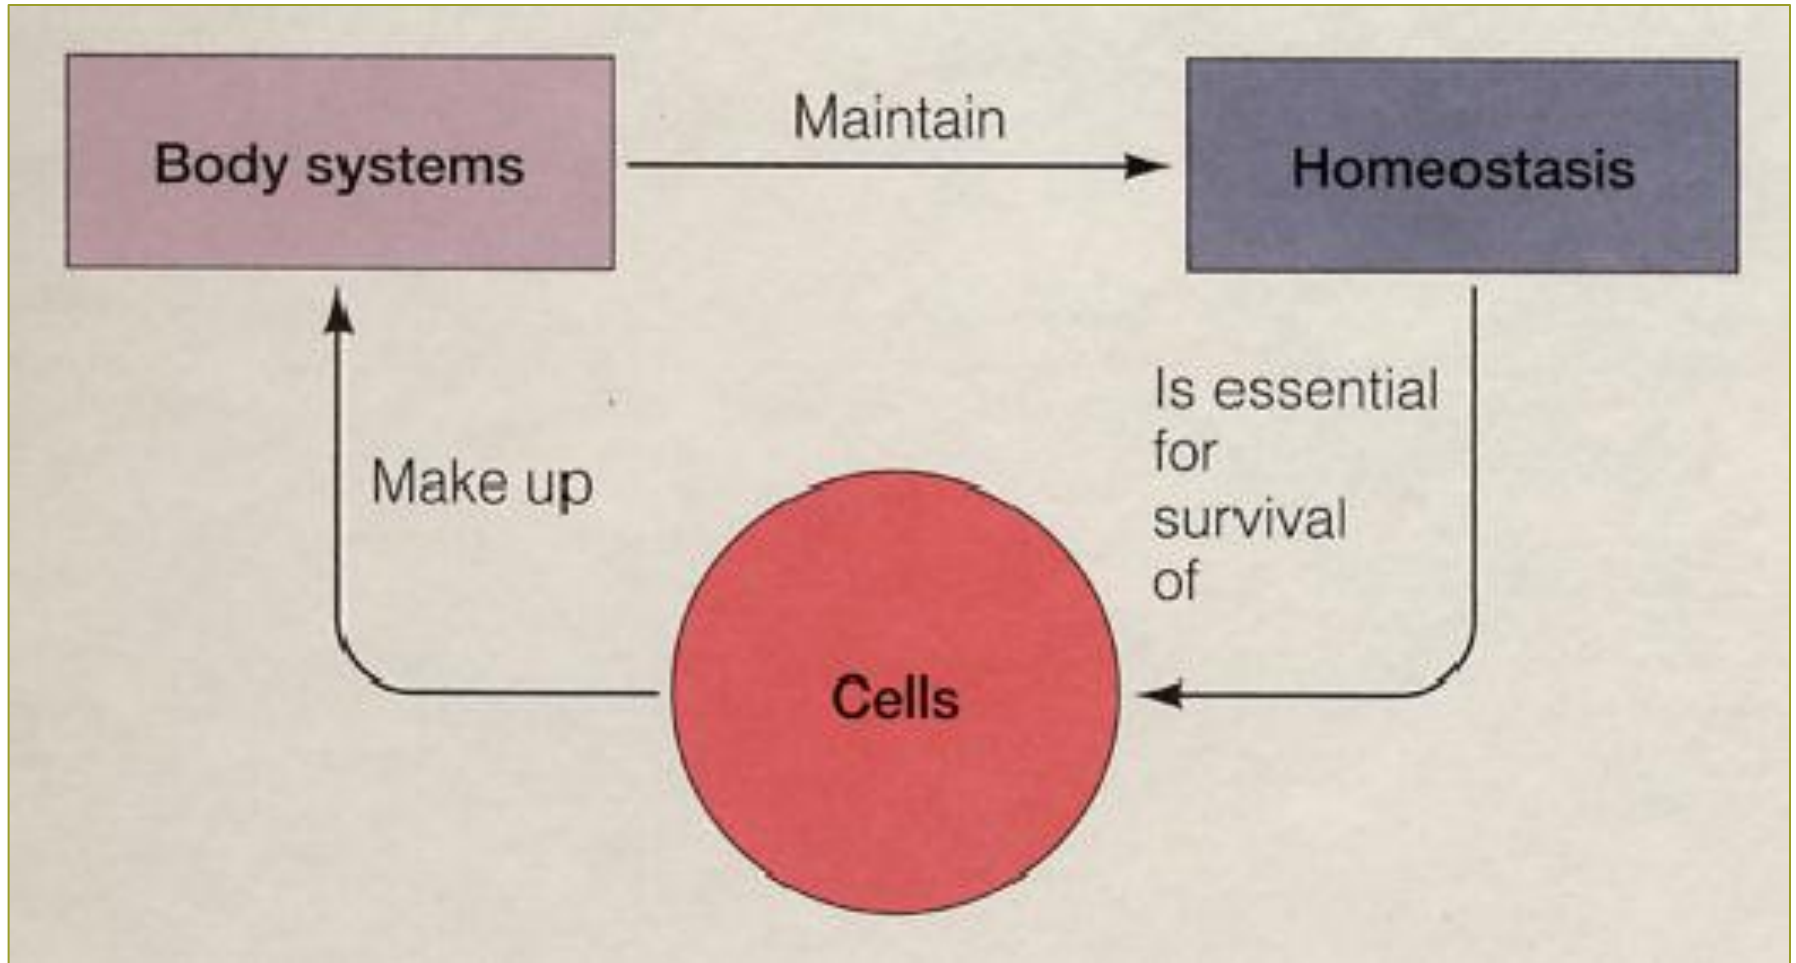 Body systems
Maintain
Homeostasis
Make up
Is essential
for
survival
of
Cells